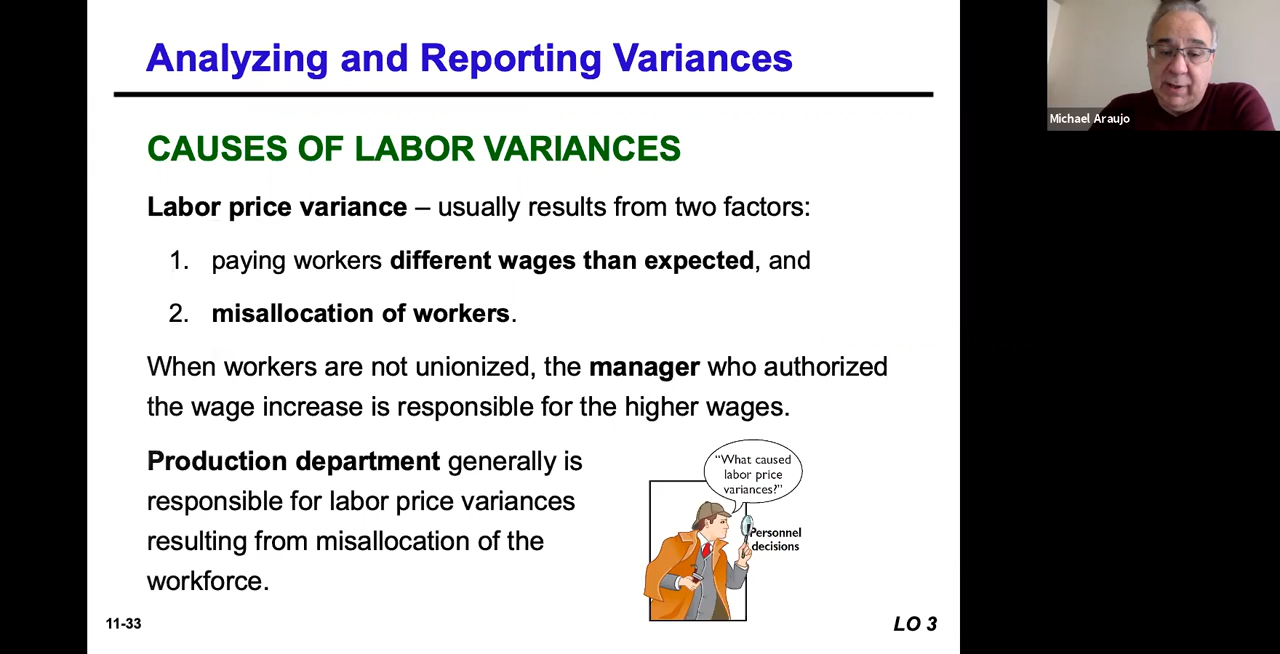 Analyzing and Reporting Variances
Michael Araujo
CAUSES OF LABOR VARIANCES
Labor price variance – usually results from two factors:
1. paying workers different wages than expected, and
2. misallocation of workers.
When workers are not unionized, the manager who authorized
the wage increase is responsible for the higher wages.
Production department generally is
responsible for labor price variances
resulting from misallocation of the
workforce.
“What caused
labor price
variances?”
Personnel
decisions
11-33
LO 3